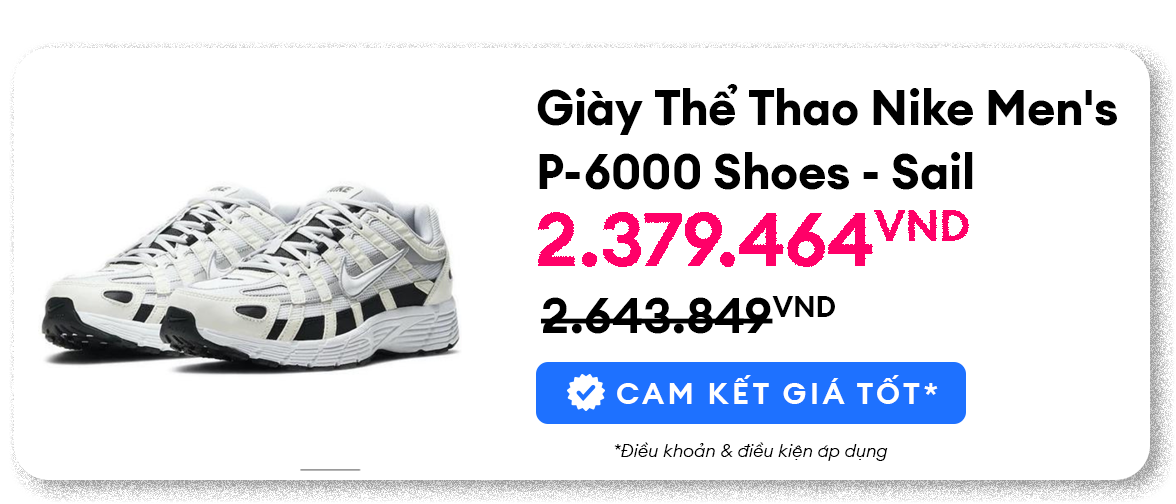 Giày Thể Thao Nike Men's
P-6000 Shoes - Sail
2.379.464VND
2.643.849VND
CAM KẾT GIÁ TỐT*
*Điều khoản & điều kiện áp dụng